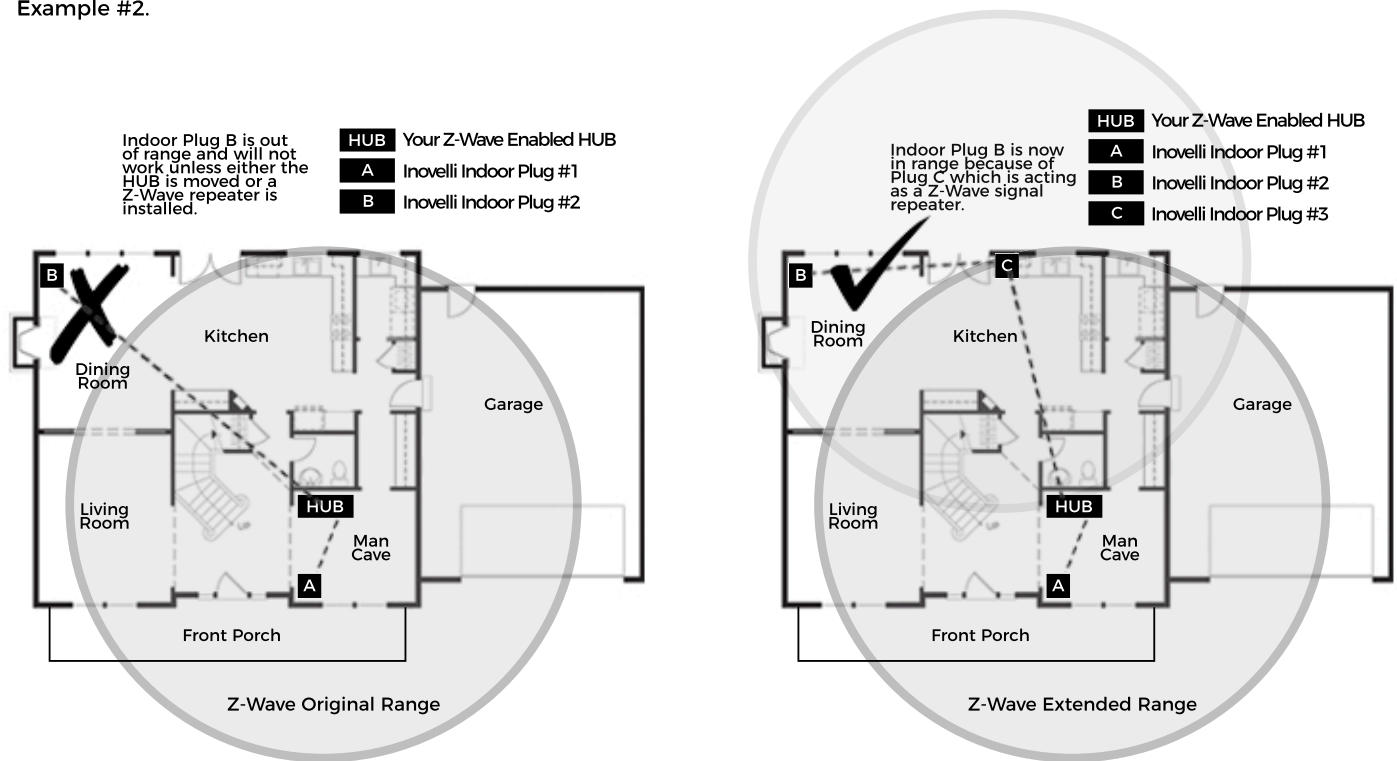 Example #2.
Indoor Plug B is out
of range and will not
work unless either the
HUB is moved or a
Z-Wave repeater is
installed.
HUB Your Z-Wave Enabled HUB
A Inovelli Indoor Plug #1
B Inovelli Indoor Plug #2
B
Kitchen
Dining
Room
Garage
Living
Room
Up
HUB
Man
Cave
A
Front Porch
Z-Wave Original Range
Indoor Plug B is now
in range because of
Plug C which is acting
as a Z-Wave signal
repeater.
HUB Your Z-Wave Enabled HUB
A Inovelli Indoor Plug #1
B Inovelli Indoor Plug #2
C Inovelli Indoor Plug #3
B
C
Dining
Room
Kitchen
Garage
Living
Room
Up
HUB
Man
Cave
A
Front Porch
Z-Wave Extended Range